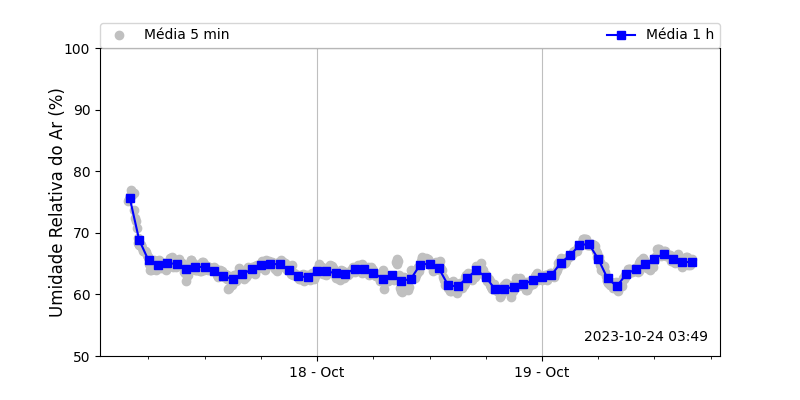 Média 5 min
Média 1 h
Umidade Relativa do Ar (%)
100
90
80
70
60
50
2023-10-24 03:49
18 - Oct
19 - Oct